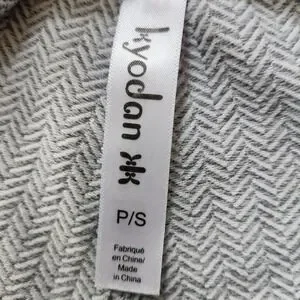 kyodan
P/S
Fabriqué
en Chine/
Made
in China